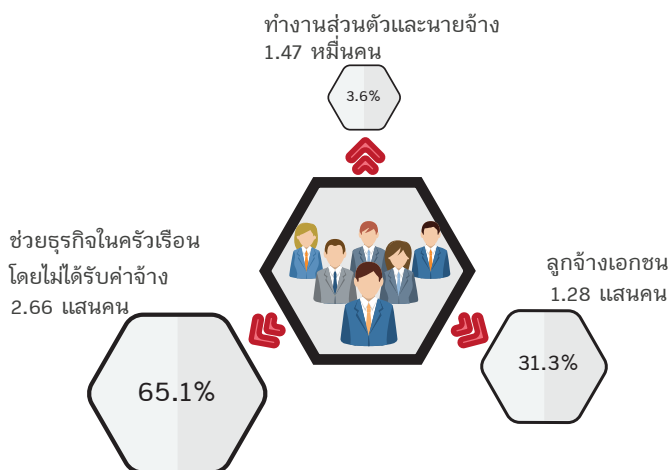 ทำงานส่วนตัวและนายจ้าง
1.47 หมื่นคน
3.6%
ช่วยธุรกิจในครัวเรือน
โดยไม่ได้รับค่าจ้าง
2.66 แสนคน
65.1%
ลูกจ้างเอกชน
1.28 แสนคน
31.3%